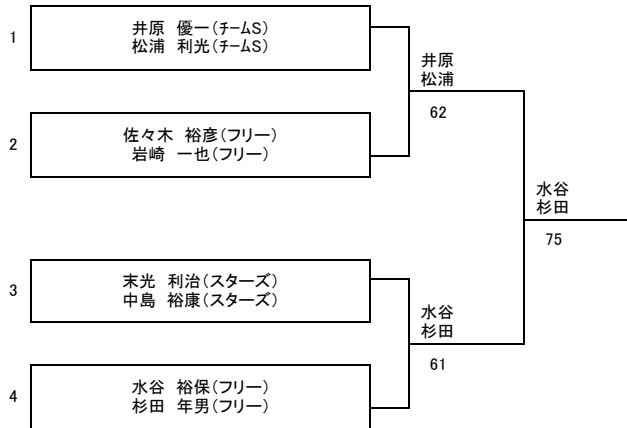 1
井原　優一(ﾁｰﾑS)
松浦　利光(ﾁｰﾑS)
井原
松浦
62
2
佐々木　裕彦(フリー)
岩崎　一也(フリー)
水谷
杉田
75
3
末光　利治(スターズ)
中島　裕康(スターズ)
水谷
杉田
61
4
水谷　裕保(フリー)
杉田　年男(フリー)